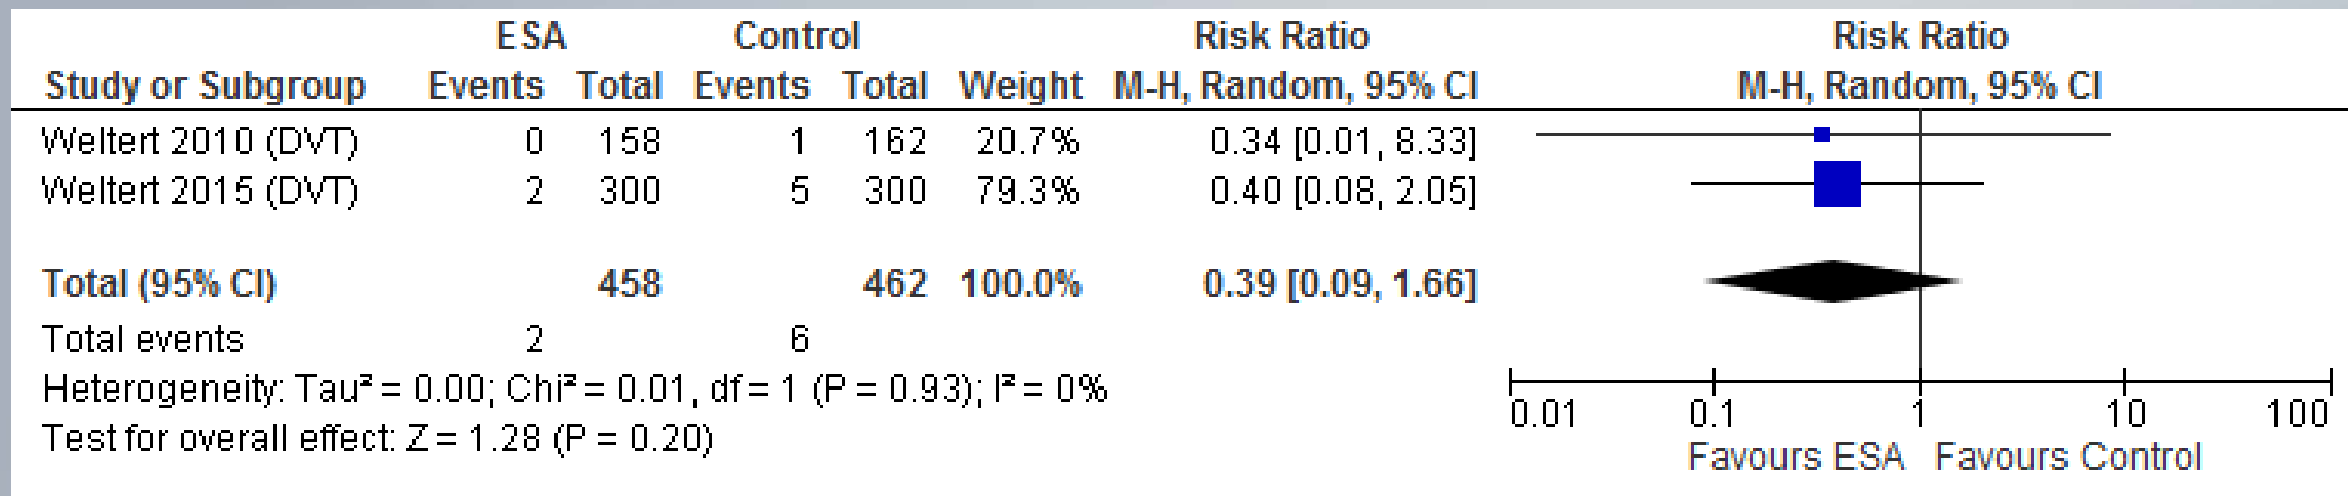 ESA Control Risk Ratio Risk Ratio
Study or Subgroup Events Total Events Total Weight M-H, Random, 95% CI M-H, Random, 95% CI
Weltert 2010 (DVT) 0 158 1 162 20.7% 0.34 [0.01, 8.33]
Weltert 2015 (DVT) 2 300 5 300 79.3% 0.40 [0.08, 2.05]
Total (95% CI) 458 462 100.0% 0.39 [0.09, 1.66]
Total events 2 6
Heterogeneity: Tau² = 0.00; Chi² = 0.01, df = 1 (P = 0.93); I² = 0%
Test for overall effect: Z = 1.28 (P = 0.20)
0.01 0.1 1 10 100
Favours ESA Favours Control